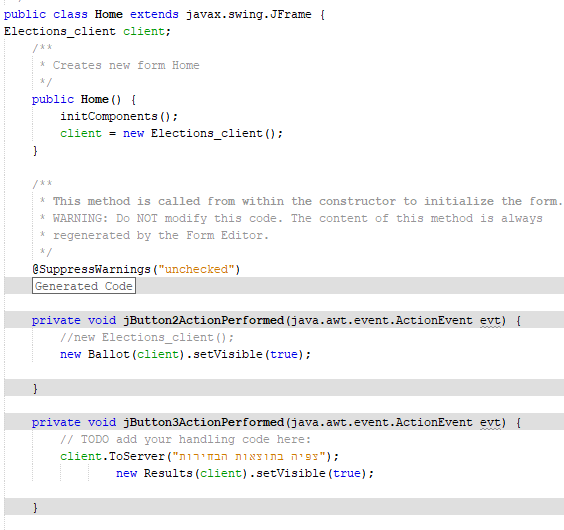 public class Home extends javax.swing.JFrame {
Elections_client client;
/**
* Creates new form Home
*/
public Home() {
initComponents();
client = new Elections_client();
}
/**
* This method is called from within the constructor to initialize the form.
* WARNING: Do NOT modify this code. The content of this method is always
* regenerated by the Form Editor.
*/
@SuppressWarnings("unchecked")
Generated Code
private void jButton2ActionPerformed(java.awt.event.ActionEvent evt) {
//new Elections_client();
new Ballot(client).setVisible(true);
}
private void jButton3ActionPerformed(java.awt.event.ActionEvent evt) {
// TODO add your handling code here:
client.ToServer("צפיה בתוצאות הבחירות");
new Results(client).setVisible(true);
}